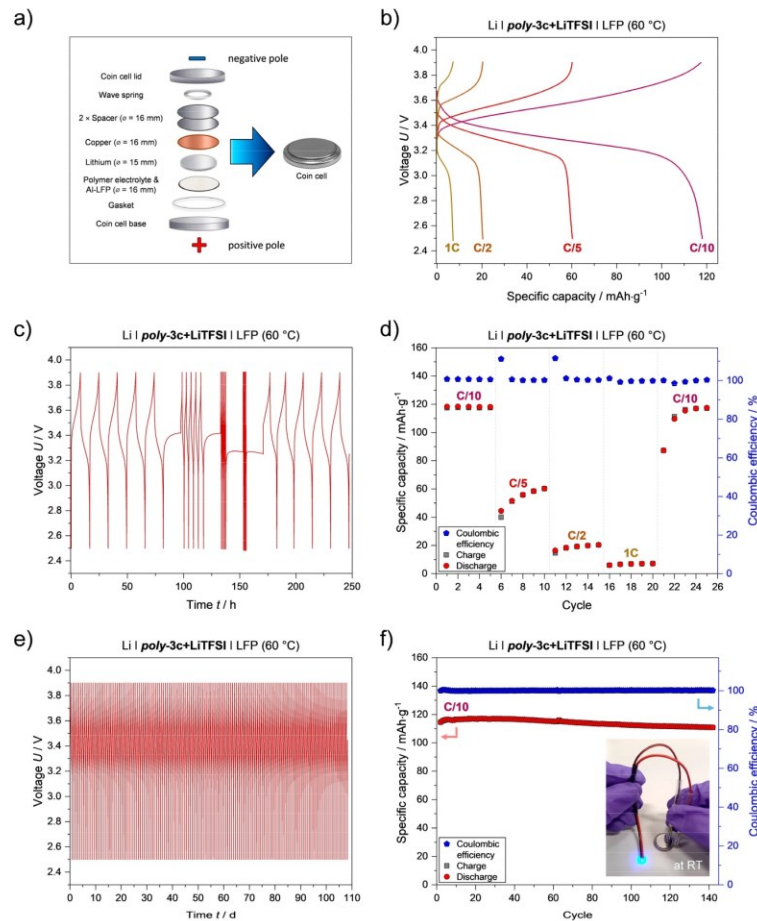 a)
negative pole
Coin cell lid
Wave spring
2 × Spacer (⌀ = 16 mm)
Copper (⌀ = 16 mm)
Lithium (⌀ = 15 mm)
Polymer electrolyte &
Al-LFP (⌀ = 16 mm)
Gasket
Coin cell base
positive pole
Coin cell
b)
Li | poly-3c+LiTFSI | LFP (60 °C)
Voltage U / V
4.0
3.8
3.6
3.4
3.2
3.0
2.8
2.6
2.4
1C
C/2
C/5
C/10
0 20 40 60 80 100 120
Specific capacity / mAh·g⁻¹
c)
Li | poly-3c+LiTFSI | LFP (60 °C)
Voltage U / V
4.0
3.8
3.6
3.4
3.2
3.0
2.8
2.6
2.4
0 50 100 150 200 250
Time t / h
d)
Li | poly-3c+LiTFSI | LFP (60 °C)
Specific capacity / mAh·g⁻¹
160
140
120
100
80
60
40
20
0
C/10
C/5
C/2
1C
C/10
Coulombic
efficiency
Charge
Discharge
100
80
60
40
20
0
Coulombic efficiency / %
0 2 4 6 8 10 12 14 16 18 20 22 24 26
Cycle
e)
Li | poly-3c+LiTFSI | LFP (60 °C)
Voltage U / V
4.0
3.8
3.6
3.4
3.2
3.0
2.8
2.6
2.4
0 10 20 30 40 50 60 70 80 90 100 110
Time t / d
f)
Li | poly-3c+LiTFSI | LFP (60 °C)
Specific capacity / mAh·g⁻¹
160
140
120
100
80
60
40
20
0
C/10
Coulombic
efficiency
Charge
Discharge
at RT
100
80
60
40
20
0
Coulombic efficiency / %
0 20 40 60 80 100 120 140
Cycle